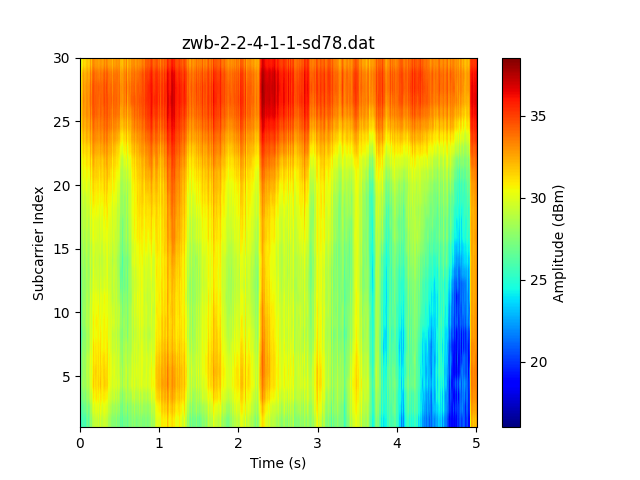 zwb-2-2-4-1-1-sd78.dat
30
25
20
15
10
5
Subcarrier Index
0 1 2 3 4 5
Time (s)
35
30
25
20
Amplitude (dBm)